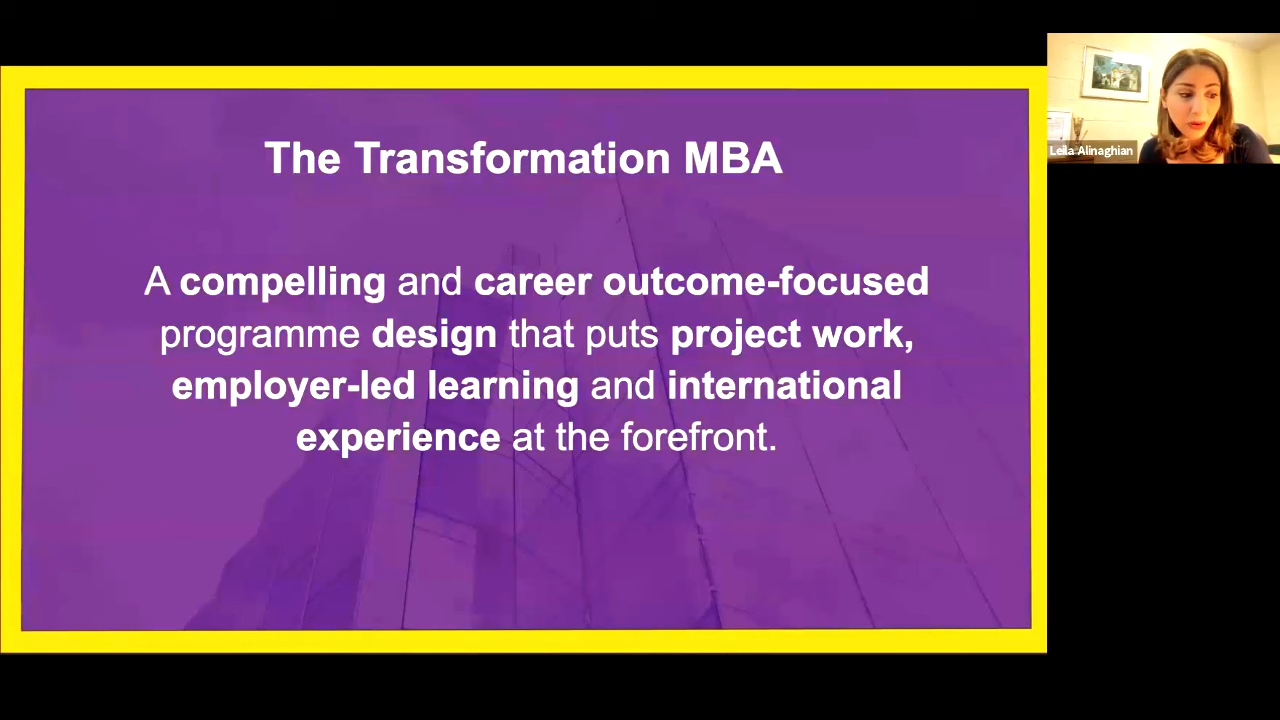 The Transformation MBA
A compelling and career outcome-focused
programme design that puts project work,
employer-led learning and international
experience at the forefront.
Leila Alinaghian